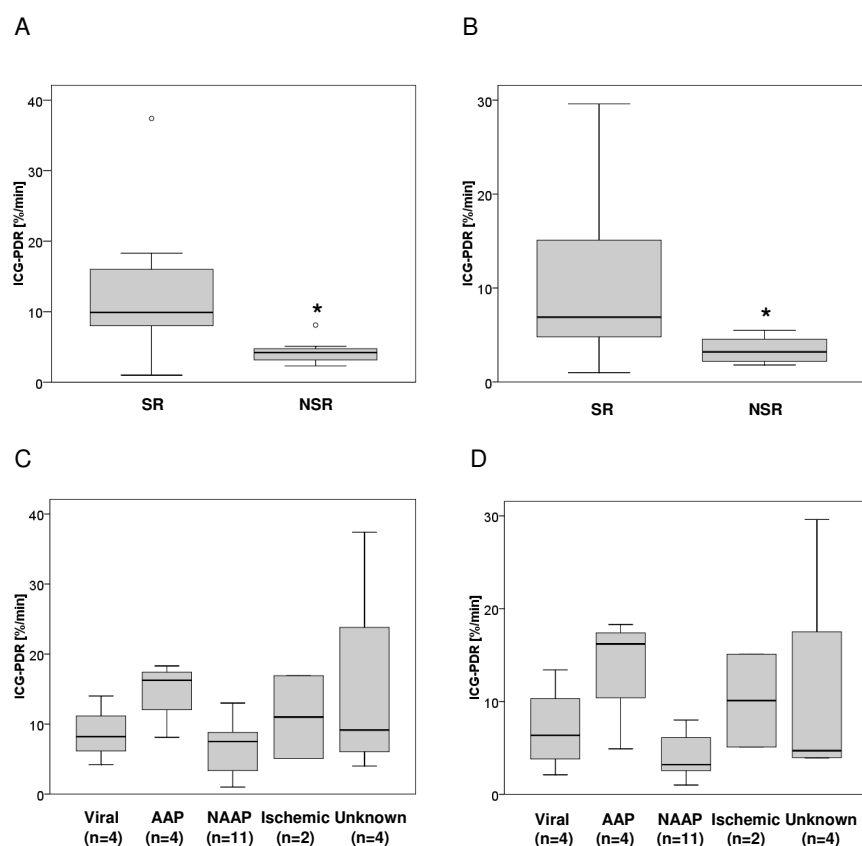 A
B
ICG-PDR [%/min]
40
30
20
10
0
*
SR NSR
ICG-PDR [%/min]
30
20
10
0
*
SR NSR
C
D
ICG-PDR [%/min]
40
30
20
10
0
Viral AAP NAAP Ischemic Unknown
(n=4) (n=4) (n=11) (n=2) (n=4)
ICG-PDR [%/min]
30
20
10
0
Viral AAP NAAP Ischemic Unknown
(n=4) (n=4) (n=11) (n=2) (n=4)